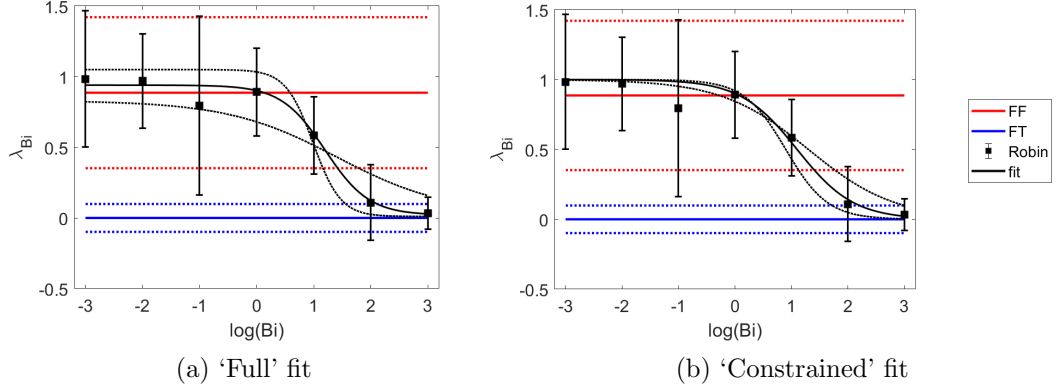 1.5
1
0.5
0
-0.5
λBi
-3 -2 -1 0 1 2 3
log(Bi)
(a) ‘Full’ fit
1.5
1
0.5
0
-0.5
λBi
-3 -2 -1 0 1 2 3
log(Bi)
(b) ‘Constrained’ fit
FF
FT
Robin
fit